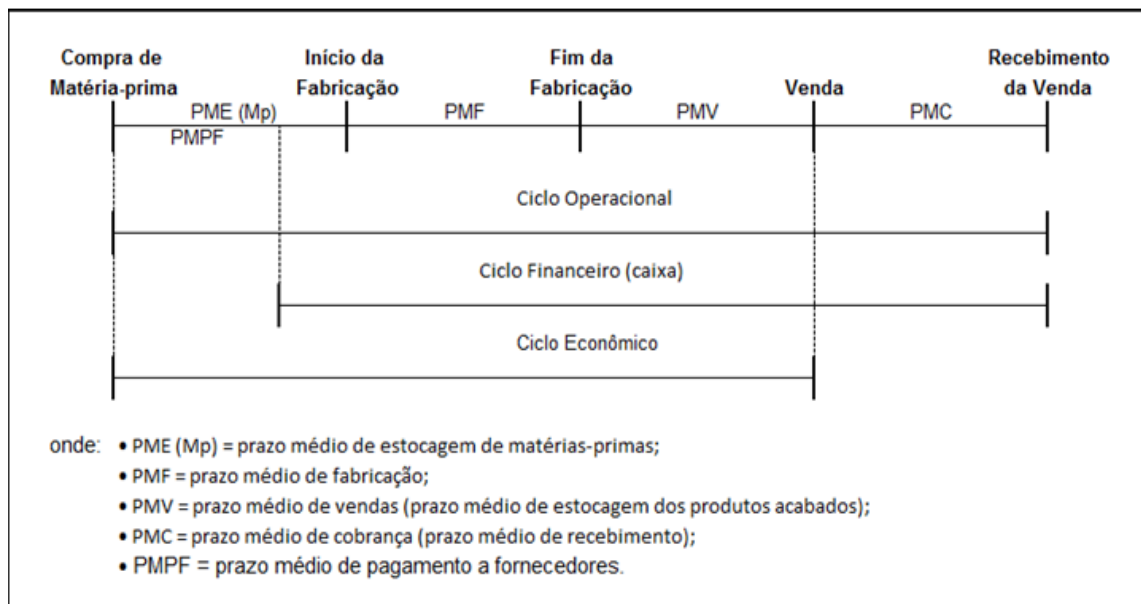 Compra de Matéria-prima
Início da Fabricação
Fim da Fabricação
Venda
Recebimento da Venda
PME (Mp)
PMF
PMV
PMC
PMPF
Ciclo Operacional
Ciclo Financeiro (caixa)
Ciclo Econômico
onde: • PME (Mp) = prazo médio de estocagem de matérias-primas;
• PMF = prazo médio de fabricação;
• PMV = prazo médio de vendas (prazo médio de estocagem dos produtos acabados);
• PMC = prazo médio de cobrança (prazo médio de recebimento);
• PMPF = prazo médio de pagamento a fornecedores.